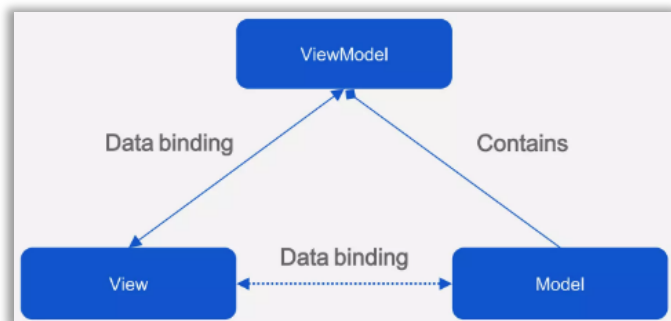 ViewModel
Data binding
Contains
Data binding
View
Model